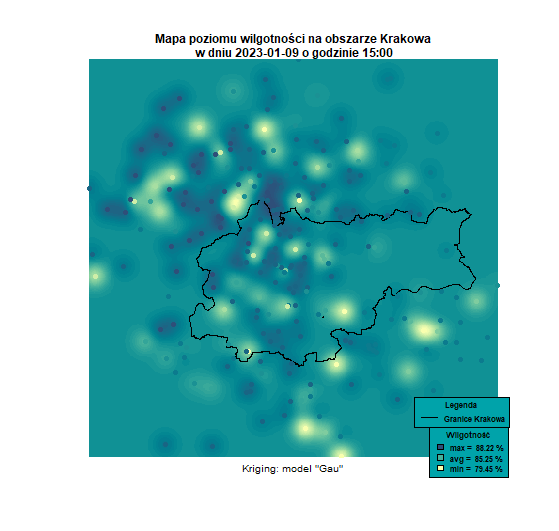 Mapa poziomu wilgotności na obszarze Krakowa
w dniu 2023-01-09 o godzinie 15:00
Legenda
Granice Krakowa
Wilgotność
max = 88.22 %
avg = 85.25 %
min = 79.45 %
Kriging: model "Gau"